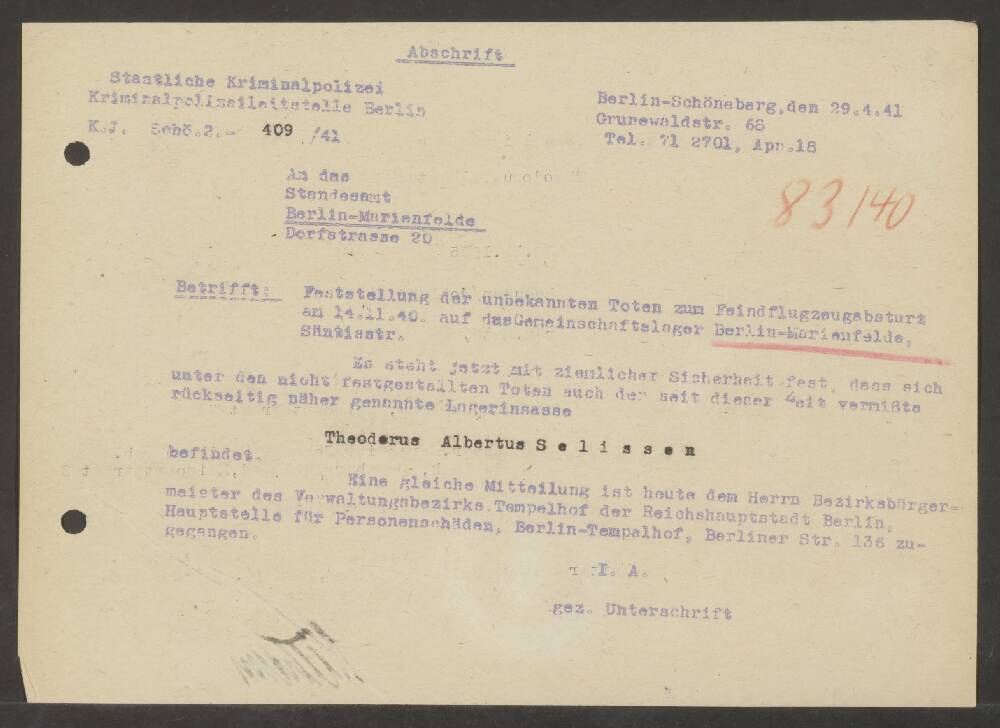 Abschrift
Staatliche Kriminalpolizei
Kriminalpolizeileitstelle Berlin
K.J. Schö.2.- 409 /41
Berlin-Schöneberg,den 29.4.41
Grunewaldstr. 68
Tel. 71 2701, App.18
83/40
An das
Standesamt
Berlin-Marienfelde
Dorfstrasse 20
Betrifft: Feststellung der unbekannten Toten zum Feindflugzeugabsturz
am 14.11.40. auf dasGemeinschaftslager Berlin-Marienfelde,
Säntisstr.
Es steht jetzt mit ziemlicher Sicherheit fest, dass sich
unter den nicht festgestellten Toten auch der seit dieser Zeit vermißte
rückseitig näher genannte Lagerinsasse
Theodorus Albertus S e l i s s e n
befindet.
Eine gleiche Mitteilung ist heute dem Herrn Bezirksbürger-
meister des Verwaltungsbezirks Tempelhof der Reichshauptstadt Berlin,
Hauptstelle für Personenschäden, Berlin-Tempelhof, Berliner Str. 136 zu-
gegangen.
I. A.
gez. Unterschrift